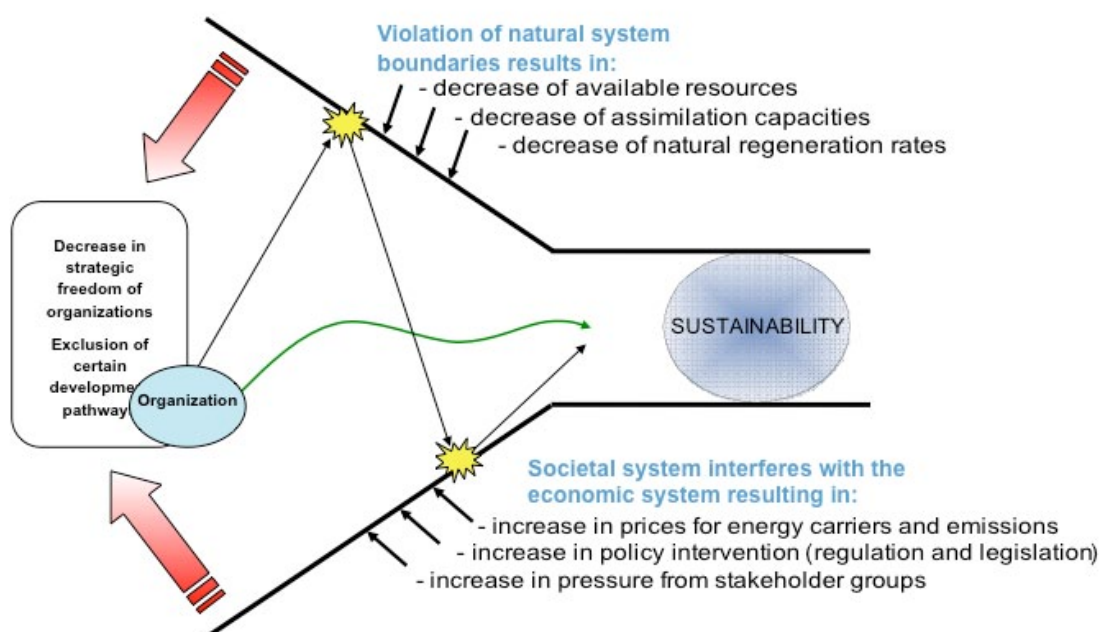 Violation of natural system
boundaries results in:
- decrease of available resources
- decrease of assimilation capacities
- decrease of natural regeneration rates
Decrease in
strategic
freedom of
organizations
Exclusion of
certain
developme
pathway
Organization
SUSTAINABILITY
Societal system interferes with the
economic system resulting in:
- increase in prices for energy carriers and emissions
- increase in policy intervention (regulation and legislation)
- increase in pressure from stakeholder groups